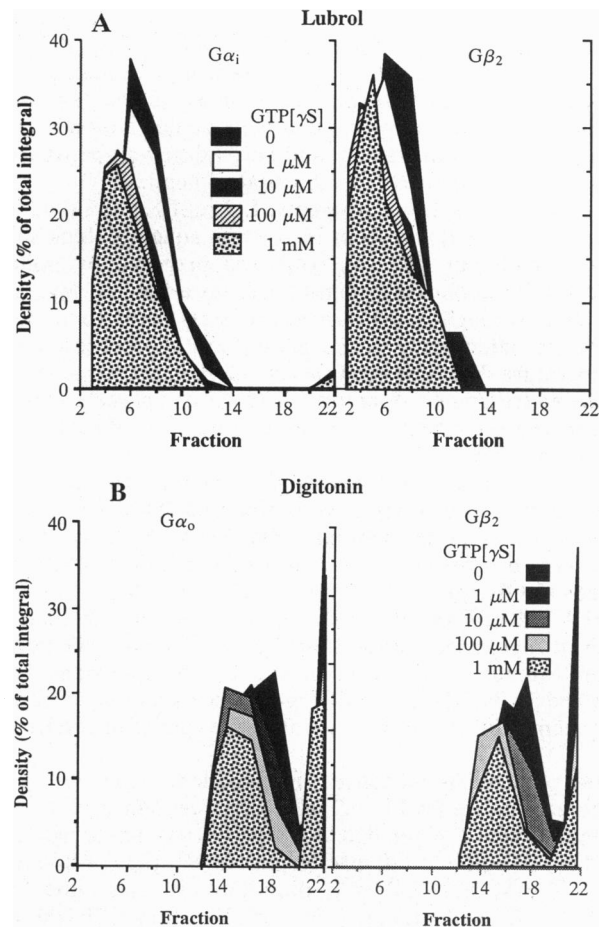 A
Lubrol
Gαi
Gβ2
GTP[γS]
0
1 μM
10 μM
100 μM
1 mM
40
30
20
10
0
Density (% of total integral)
2 6 10 14 18 22
2 6 10 14 18 22
Fraction
Fraction
B
Digitonin
Gαo
Gβ2
GTP[γS]
0
1 μM
10 μM
100 μM
1 mM
40
30
20
10
0
Density (% of total integral)
2 6 10 14 18 22
2 6 10 14 18 22
Fraction
Fraction